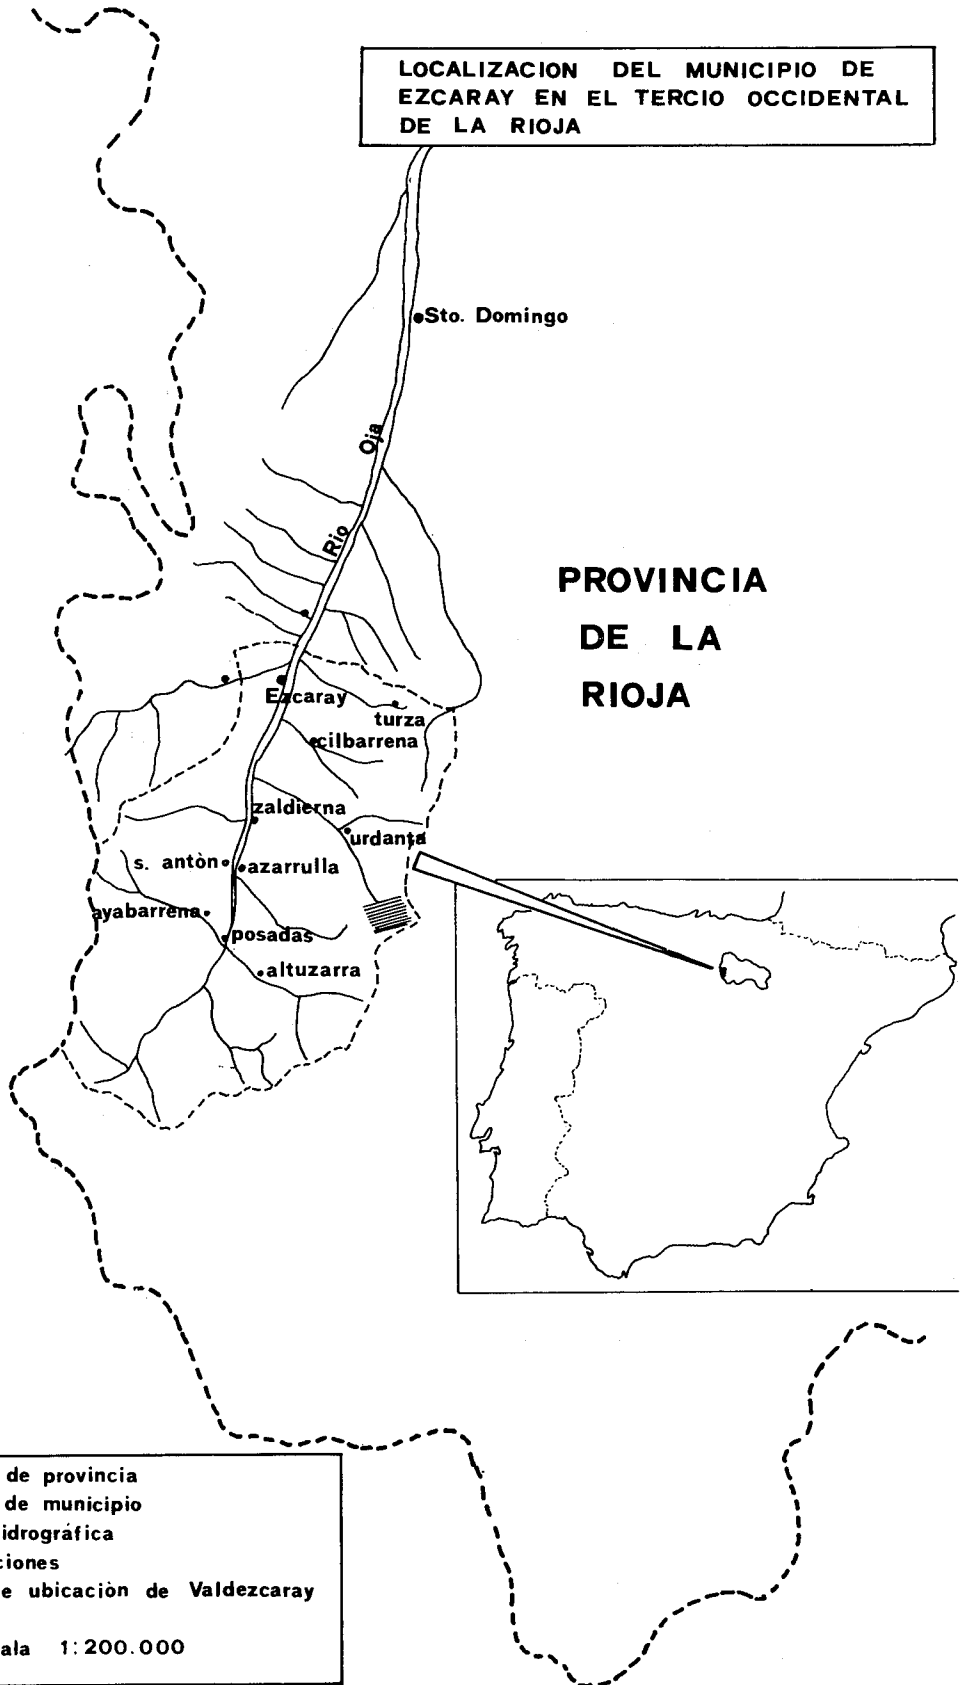 LOCALIZACION DEL MUNICIPIO DE
EZCARAY EN EL TERCIO OCCIDENTAL
DE LA RIOJA
Sto. Domingo
Rio Oja
PROVINCIA
DE LA
RIOJA
Ezcaray
turza
cilbarrena
zaldierna
urdanta
s. antòn
azarrulla
ayabarrena
posadas
altuzarra
de provincia
de municipio
idrográfica
ciones
e ubicaciòn de Valdezcaray
ala 1:200.000